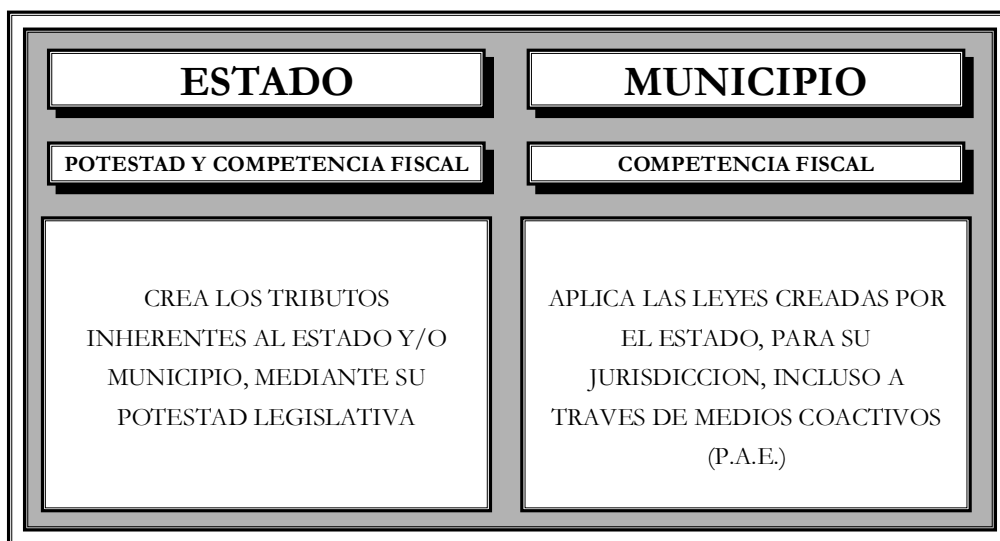 ESTADO
POTESTAD Y COMPETENCIA FISCAL
CREA LOS TRIBUTOS
INHERENTES AL ESTADO Y/O
MUNICIPIO, MEDIANTE SU
POTESTAD LEGISLATIVA
MUNICIPIO
COMPETENCIA FISCAL
APLICA LAS LEYES CREADAS POR
EL ESTADO, PARA SU
JURISDICCION, INCLUSO A
TRAVES DE MEDIOS COACTIVOS
(P.A.E.)